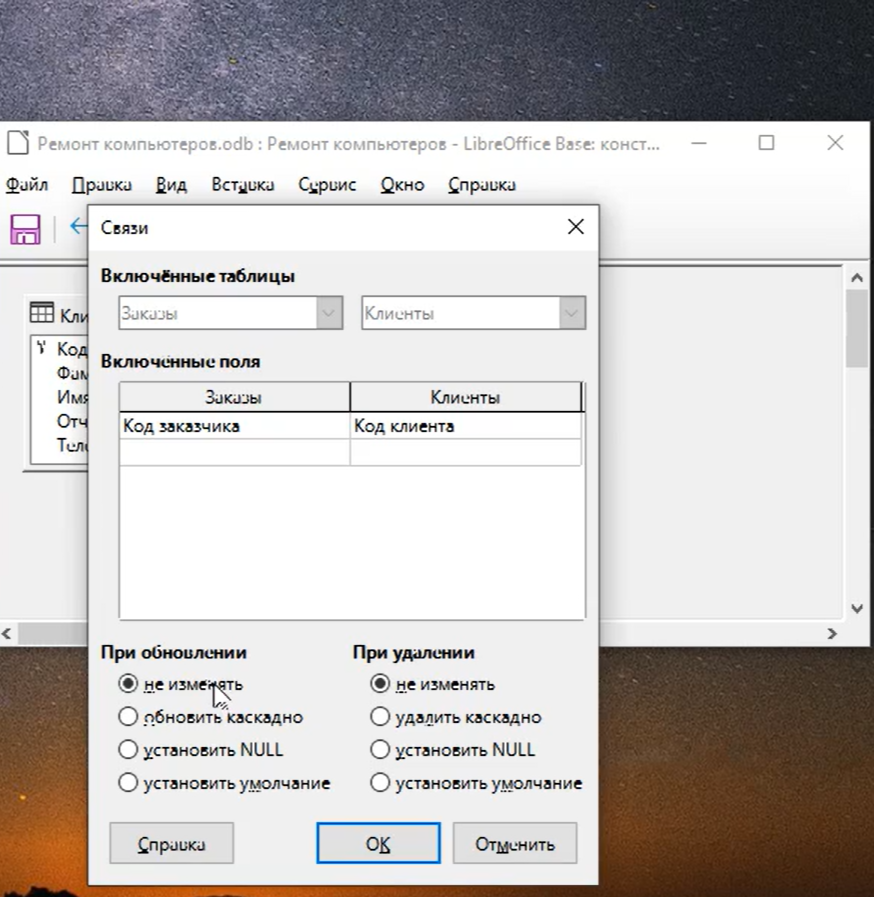 Ремонт компьютеров.odb : Ремонт компьютеров - LibreOffice Base: конст...
Файл Правка Вид Вставка Сервис Окно Справка
Связи
Включённые таблицы
Заказы Клиенты
Включённые поля
Заказы Клиенты
Код заказчика Код клиента
Кли
Код
Фам
Имя
Отч
Теле
При обновлении При удалении
не изменять не изменять
обновить каскадно удалить каскадно
установить NULL установить NULL
установить умолчание установить умолчание
Справка OK Отменить